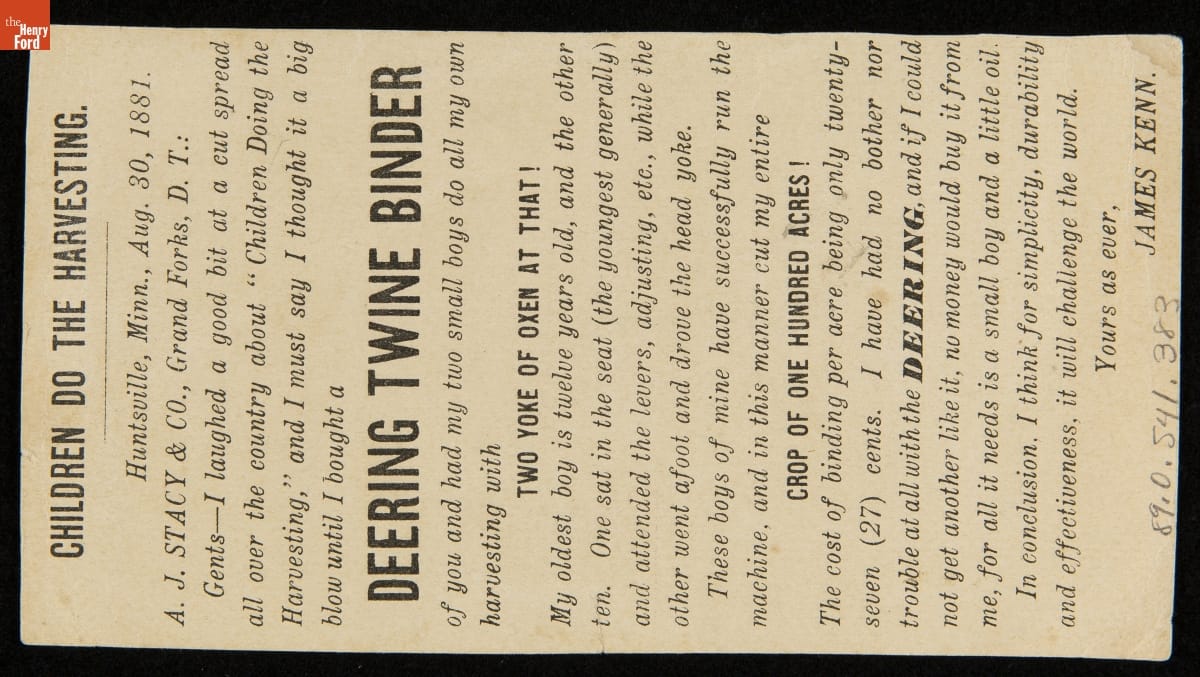 the
Henry
Ford
CHILDREN DO THE HARVESTING.
Huntsville, Minn., Aug. 30, 1881.
A. J. STACY & CO., Grand Forks, D. T.:
Gents—I laughed a good bit at a cut spread
all over the country about "Children Doing the
Harvesting," and I must say I thought it a big
blow until I bought a
DEERING TWINE BINDER
of you and had my two small boys do all my own
harvesting with
TWO YOKE OF OXEN AT THAT!
My oldest boy is twelve years old, and the other
ten. One sat in the seat (the youngest generally)
and attended the levers, adjusting, etc., while the
other went afoot and drove the head yoke.
These boys of mine have successfully run the
machine, and in this manner cut my entire
CROP OF ONE HUNDRED ACRES!
The cost of binding per acre being only twenty-
seven (27) cents. I have had no bother nor
trouble at all with the DEERING, and if I could
not get another like it, no money would buy it from
me, for all it needs is a small boy and a little oil.
In conclusion, I think for simplicity, durability
and effectiveness, it will challenge the world.
Yours as ever,
JAMES KENN.
89.0.541.383